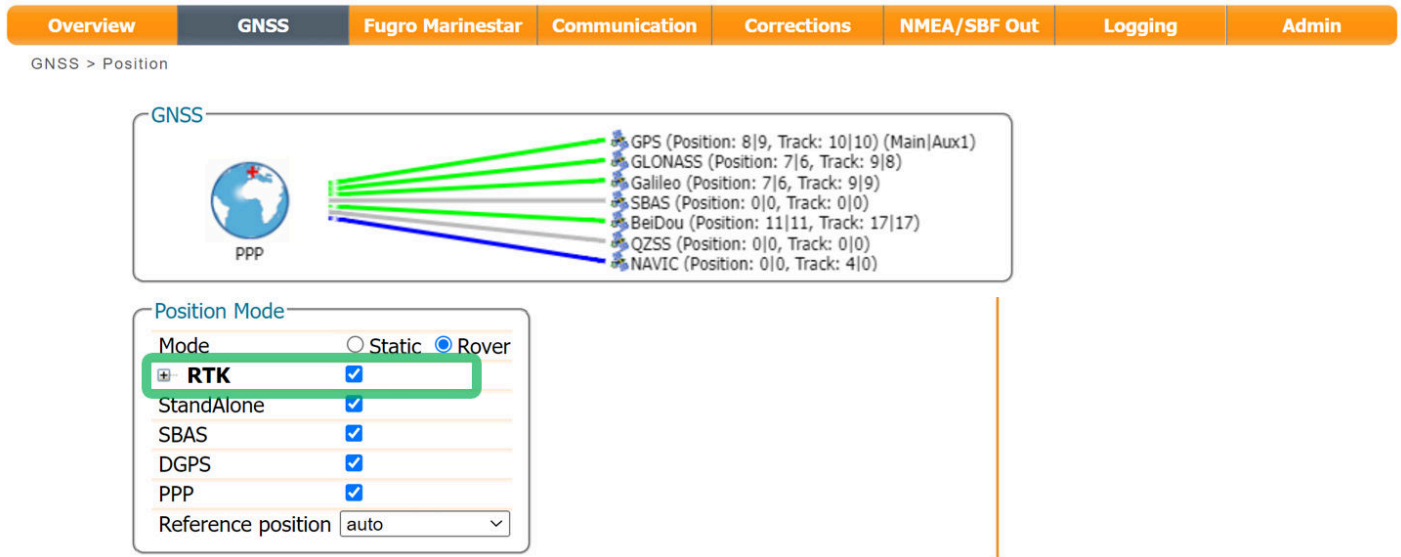 Overview GNSS Fugro Marinestar Communication Corrections NMEA/SBF Out Logging Admin
GNSS > Position
GNSS
GPS (Position: 8|9, Track: 10|10) (Main|Aux1)
GLONASS (Position: 7|6, Track: 9|8)
Galileo (Position: 7|6, Track: 9|9)
SBAS (Position: 0|0, Track: 0|0)
BeiDou (Position: 11|11, Track: 17|17)
QZSS (Position: 0|0, Track: 0|0)
NAVIC (Position: 0|0, Track: 4|0)
PPP
Position Mode
Mode Static Rover
RTK
StandAlone
SBAS
DGPS
PPP
Reference position auto